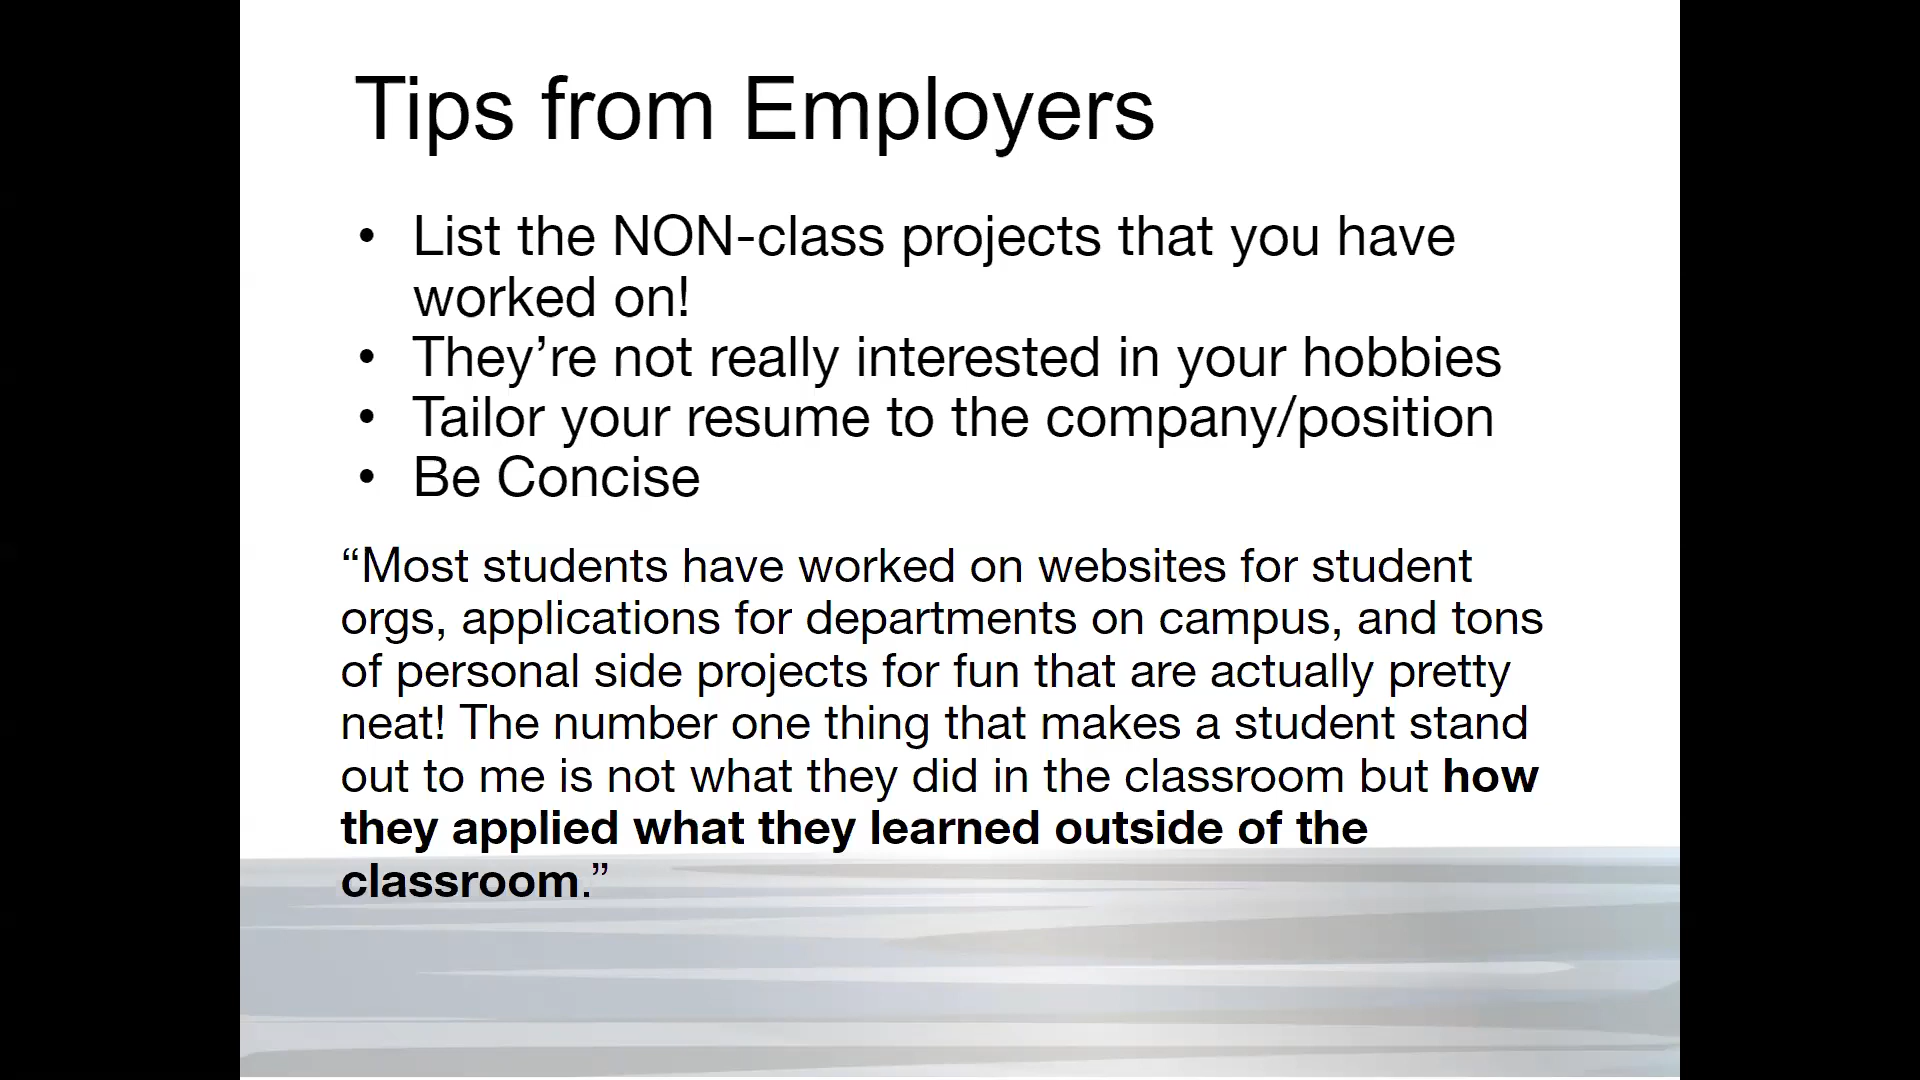 Tips from Employers
• List the NON-class projects that you have
worked on!
• They’re not really interested in your hobbies
• Tailor your resume to the company/position
• Be Concise
“Most students have worked on websites for student
orgs, applications for departments on campus, and tons
of personal side projects for fun that are actually pretty
neat! The number one thing that makes a student stand
out to me is not what they did in the classroom but how
they applied what they learned outside of the
classroom.”